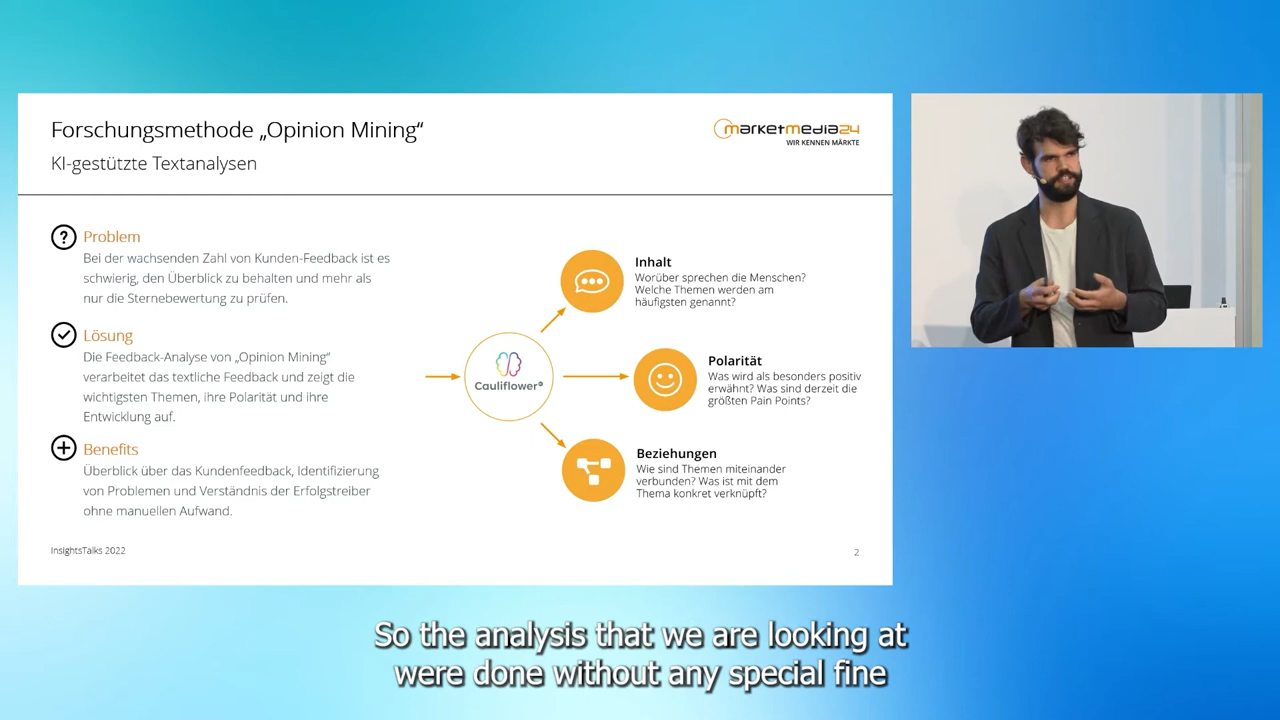 Forschungsmethode „Opinion Mining“
KI-gestützte Textanalysen
marketmedia24
WIR KENNEN MÄRKTE
Problem
Bei der wachsenden Zahl von Kunden-Feedback ist es
schwierig, den Überblick zu behalten und mehr als
nur die Sternebewertung zu prüfen.
Lösung
Die Feedback-Analyse von „Opinion Mining“
verarbeitet das textliche Feedback und zeigt die
wichtigsten Themen, ihre Polarität und ihre
Entwicklung auf.
Benefits
Überblick über das Kundenfeedback, Identifizierung
von Problemen und Verständnis der Erfolgstreiber
ohne manuellen Aufwand.
Cauliflower
Inhalt
Worüber sprechen die Menschen?
Welche Themen werden am
häufigsten genannt?
Polarität
Was wird als besonders positiv
erwähnt? Was sind derzeit die
größten Pain Points?
Beziehungen
Wie sind Themen miteinander
verbunden? Was ist mit dem
Thema konkret verknüpft?
InsightsTalks 2022
2
So the analysis that we are looking at
were done without any special fine